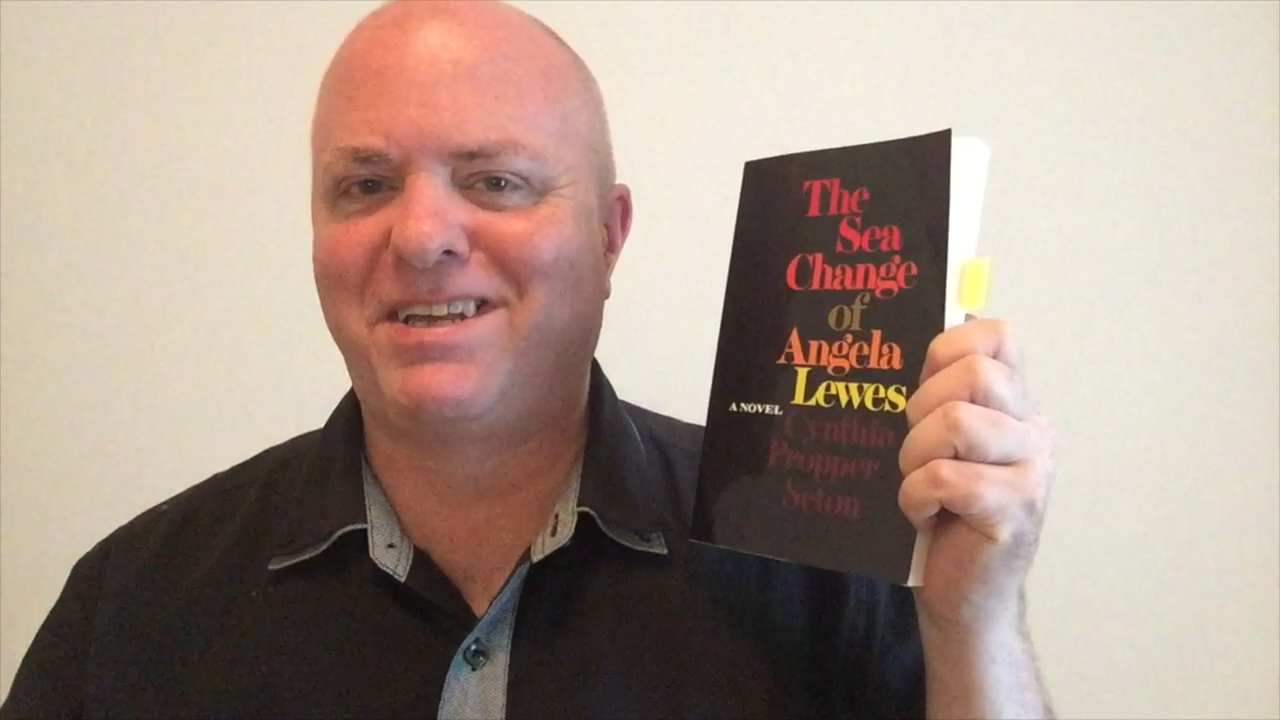 The
Sea
Change
of
Angela
Lewes
A NOVEL
Cynthia
Propper
Seton